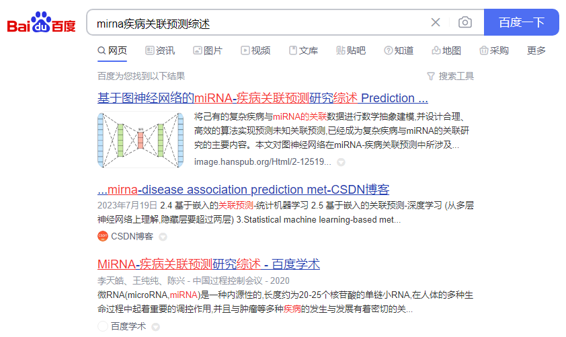 Bai du 百度
mirna疾病关联预测综述
百度一下
网页 资讯 图片 视频 文库 贴吧 知道 地图 采购 更多
百度为您找到以下结果
搜索工具
基于图神经网络的miRNA-疾病关联预测研究综述 Prediction ...
将已有的复杂疾病与miRNA的关联数据进行数学抽象建模,并设计合理、
高效的算法实现预测未知关联预测,已经成为复杂疾病与miRNA的关联研
究的主要内容。本文对图神经网络在miRNA-疾病关联预测中所涉及...
image.hanspub.org/Html/2-12519...
...mirna-disease association prediction met-CSDN博客
2023年7月19日 2.4 基于嵌入的关联预测-统计机器学习 2.5 基于嵌入的关联预测-深度学习 (从多层
神经网络上理解,隐藏层要超过两层) 3.Statistical machine learning-based met...
CSDN博客
MiRNA-疾病关联预测研究综述 - 百度学术
李天皓、王纯纯、陈兴 - 中国过程控制会议 - 2020
微RNA(microRNA,miRNA)是一种内源性的,长度约为20-25个核苷酸的单链小RNA,在人体的多种生
命过程中起着重要的调控作用,并且与肿瘤等多种疾病的发生与发展有着密切的关...
百度学术